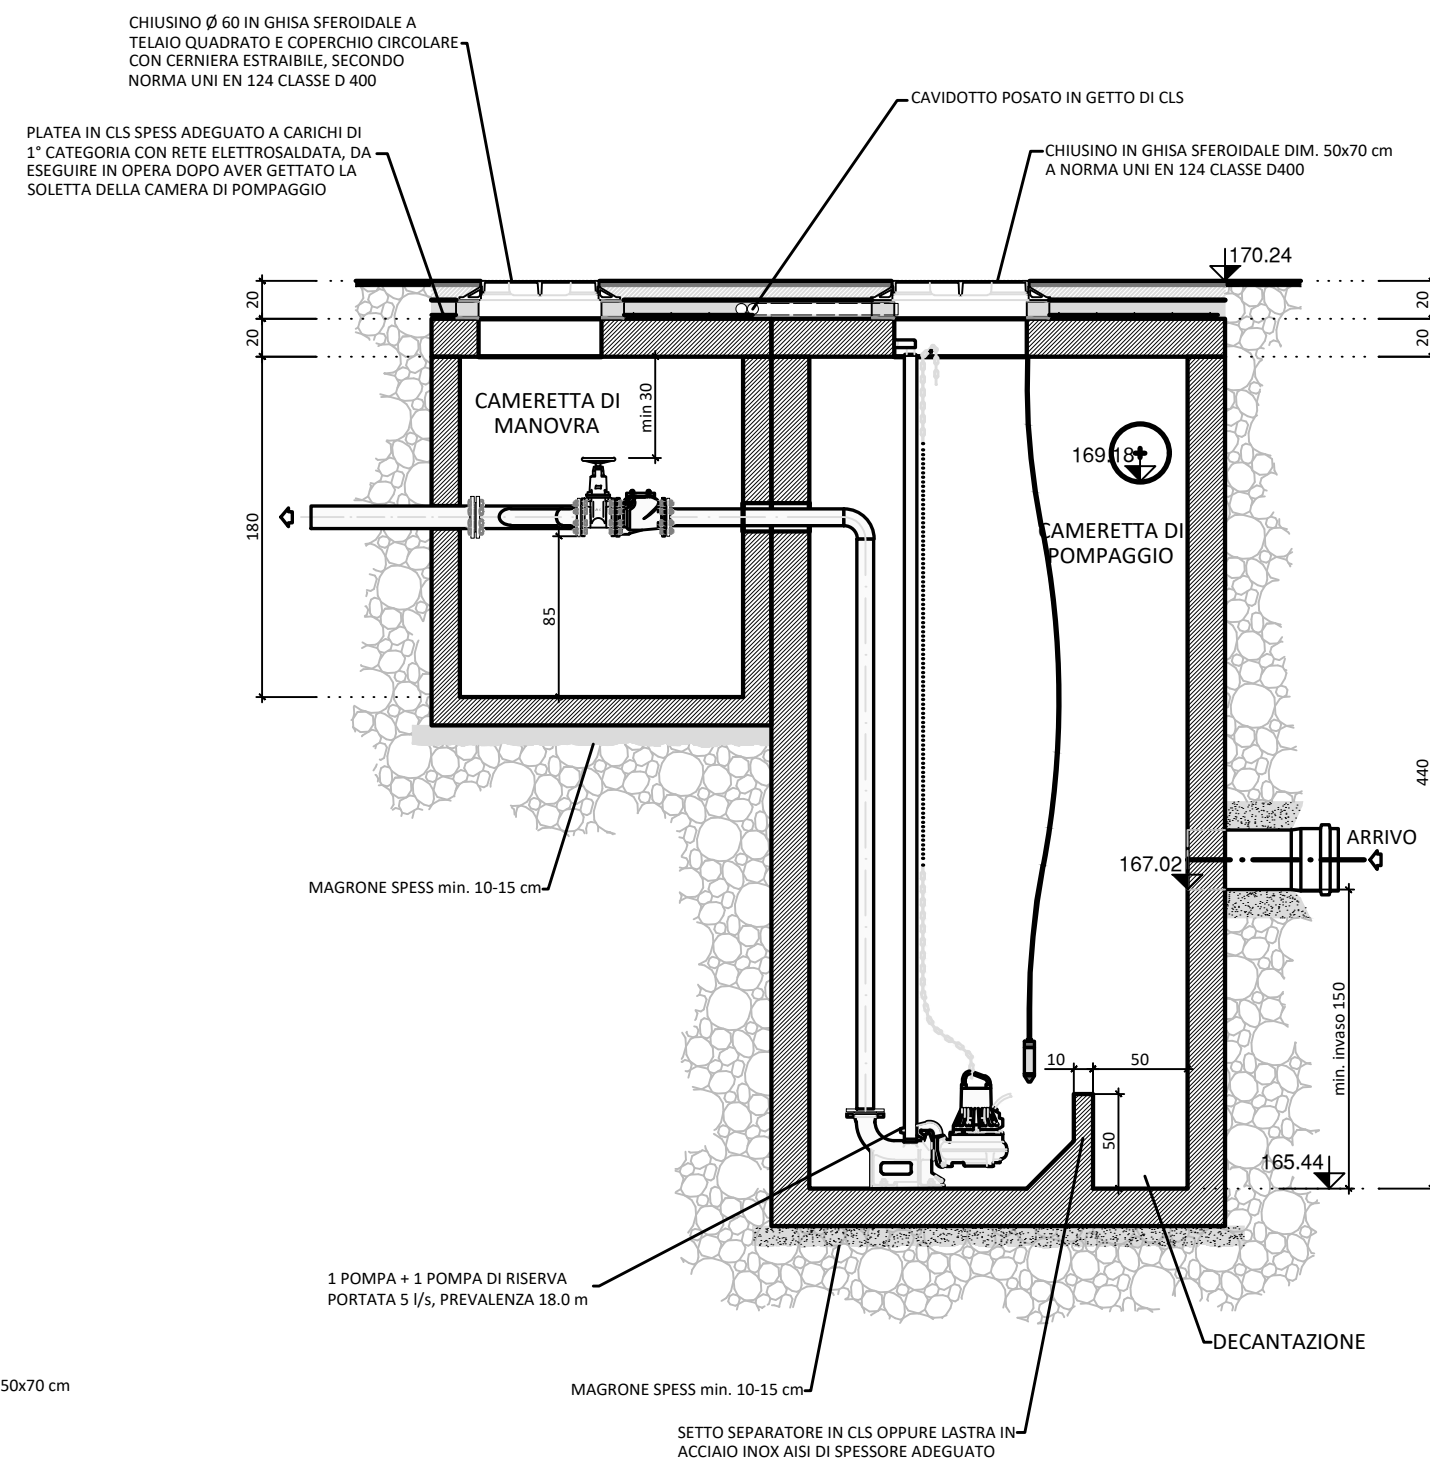 CHIUSINO Ø 60 IN GHISA SFEROIDALE A
TELAIO QUADRATO E COPERCHIO CIRCOLARE
CON CERNIERA ESTRAIBILE, SECONDO
NORMA UNI EN 124 CLASSE D 400
CAVIDOTTO POSATO IN GETTO DI CLS
PLATEA IN CLS SPESS ADEGUATO A CARICHI DI
1° CATEGORIA CON RETE ELETTROSALDATA, DA
ESEGUIRE IN OPERA DOPO AVER GETTATO LA
SOLETTA DELLA CAMERA DI POMPAGGIO
CHIUSINO IN GHISA SFEROIDALE DIM. 50x70 cm
A NORMA UNI EN 124 CLASSE D400
170.24
20
20
20
20
CAMERETTA DI
MANOVRA
min 30
169.18
180
CAMERETTA DI
POMPAGGIO
85
440
ARRIVO
167.02
MAGRONE SPESS min. 10-15 cm
min. invaso 150
10
50
50
165.44
1 POMPA + 1 POMPA DI RISERVA
PORTATA 5 l/s, PREVALENZA 18.0 m
DECANTAZIONE
50x70 cm
MAGRONE SPESS min. 10-15 cm
SETTO SEPARATORE IN CLS OPPURE LASTRA IN
ACCIAIO INOX AISI DI SPESSORE ADEGUATO